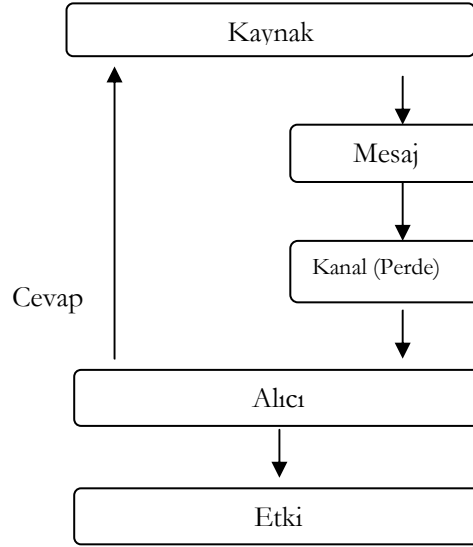 Kaynak
Mesaj
Kanal (Perde)
Cevap
Alıcı
Etki